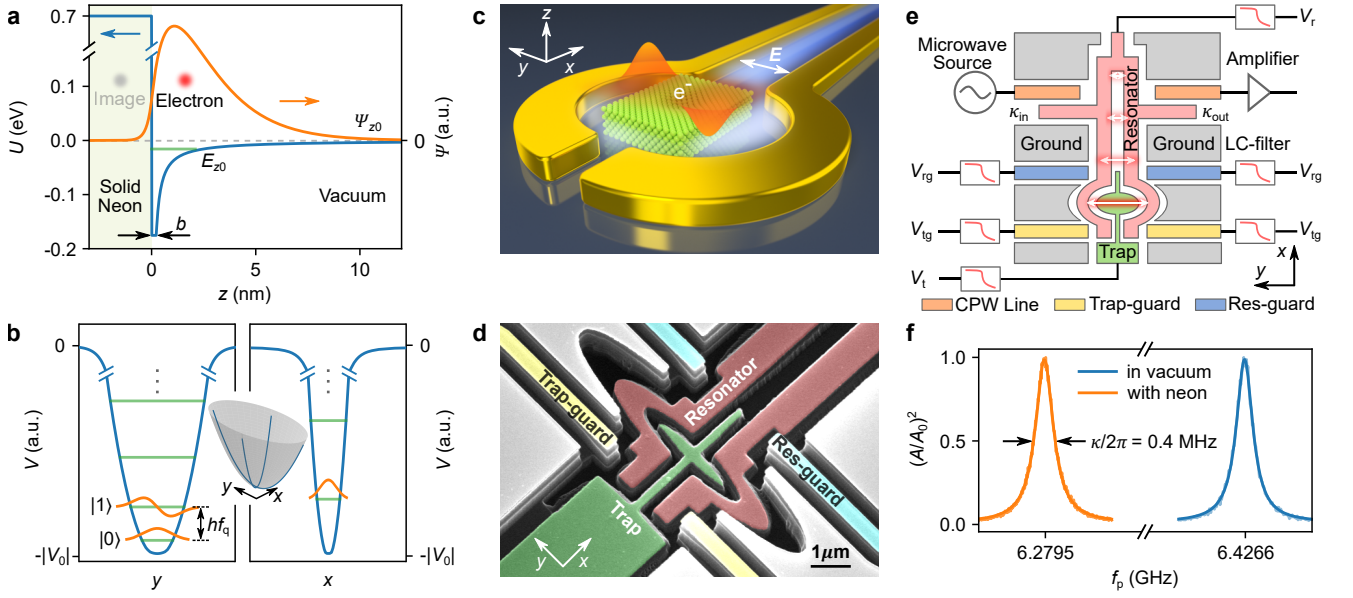 a
0.7
0.1
0.0
-0.1
-0.2
U (eV)
Image
Electron
Ψz0
Ez0
Solid
Neon
Vacuum
b
0
Ψ (a.u.)
0
5
10
z (nm)
b
0
0
V (a.u.)
V (a.u.)
|1⟩
|0⟩
hfq
y
x
-|V0|
-|V0|
y
x
c
z
y
x
E
e-
d
Trap-guard
Resonator
Res-guard
Trap
y
x
1μm
e
Vr
Microwave
Source
Amplifier
κin
κout
Resonator
Ground
Ground
LC-filter
Vrg
Vrg
Vtg
Vtg
Trap
Vt
x
y
CPW Line
Trap-guard
Res-guard
f
1.0
0.5
0.0
(A/A0)2
in vacuum
with neon
κ/2π = 0.4 MHz
6.2795
6.4266
fp (GHz)